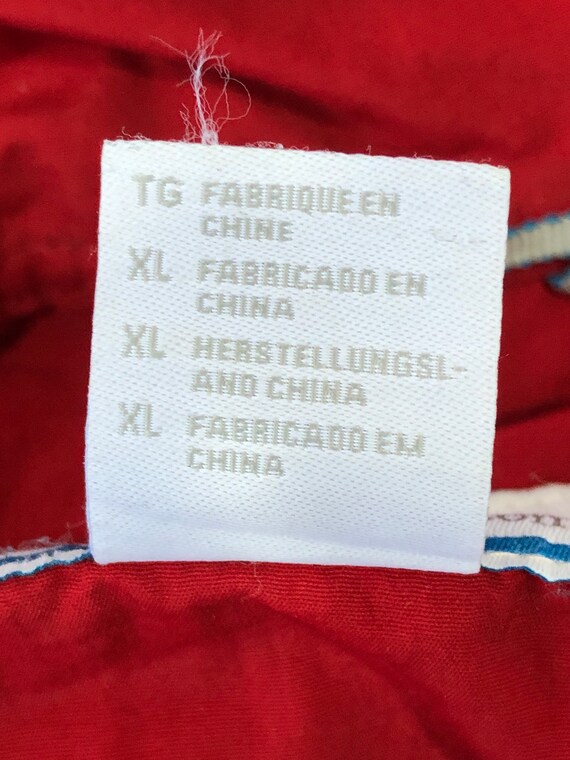 TG FABRIQUE EN
CHINE
XL FABRICADO EN
CHINA
XL HERSTELLUNGSL-
AND CHINA
XL FABRICADO EM
CHINA